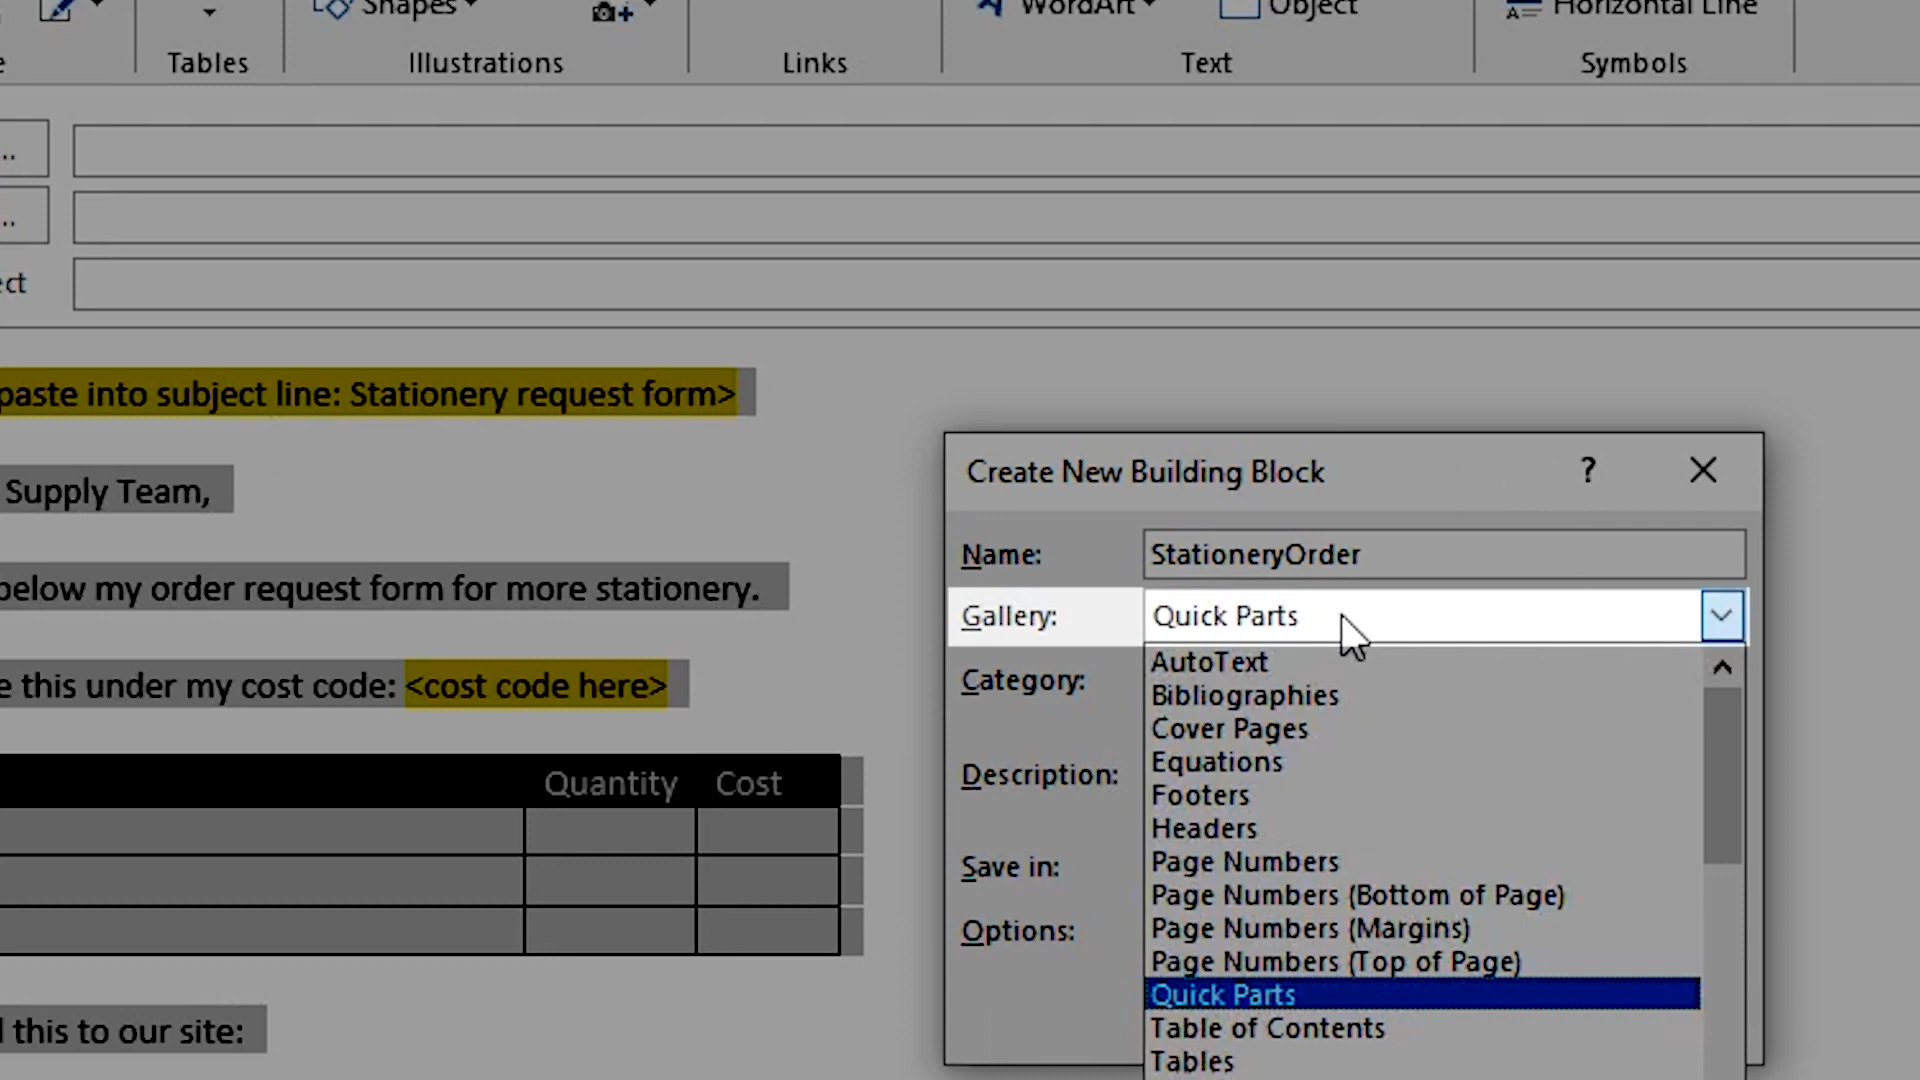 Shapes
WordArt
Object
Horizontal Line
e
Tables
Illustrations
Links
Text
Symbols
..
..
ect
paste into subject line: Stationery request form>
Supply Team,
below my order request form for more stationery.
e this under my cost code: <cost code here>
Quantity
Cost
this to our site:
Create New Building Block
?
Name:
StationeryOrder
Gallery:
Quick Parts
Category:
Description:
Save in:
Options:
AutoText
Bibliographies
Cover Pages
Equations
Footers
Headers
Page Numbers
Page Numbers (Bottom of Page)
Page Numbers (Margins)
Page Numbers (Top of Page)
Quick Parts
Table of Contents
Tables